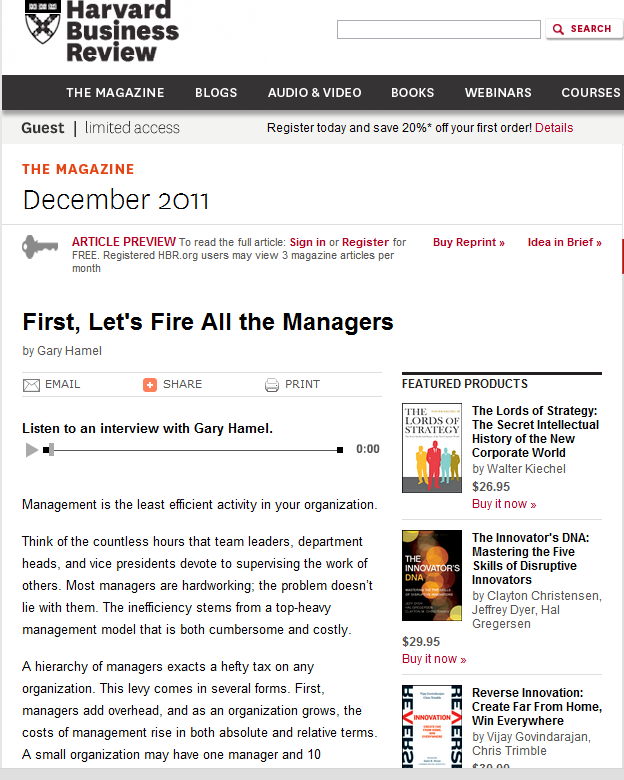 Harvard
Business
Review
SEARCH
THE MAGAZINE BLOGS AUDIO & VIDEO BOOKS WEBINARS COURSES
Guest | limited access Register today and save 20%* off your first order! Details
THE MAGAZINE
December 2011
ARTICLE PREVIEW To read the full article: Sign in or Register for
FREE. Registered HBR.org users may view 3 magazine articles per
month
Buy Reprint » Idea in Brief »
First, Let's Fire All the Managers
by Gary Hamel
EMAIL SHARE PRINT
Listen to an interview with Gary Hamel.
0:00
Management is the least efficient activity in your organization.
Think of the countless hours that team leaders, department
heads, and vice presidents devote to supervising the work of
others. Most managers are hardworking; the problem doesn't
lie with them. The inefficiency stems from a top-heavy
management model that is both cumbersome and costly.
A hierarchy of managers exacts a hefty tax on any
organization. This levy comes in several forms. First,
managers add overhead, and as an organization grows, the
costs of management rise in both absolute and relative terms.
A small organization may have one manager and 10
FEATURED PRODUCTS
THE
LORDS OF
STRATEGY
The Lords of Strategy:
The Secret Intellectual
History of the New
Corporate World
by Walter Kiechel
$26.95
Buy it now »
THE
INNOVATOR'S
DNA
The Innovator's DNA:
Mastering the Five
Skills of Disruptive
Innovators
by Clayton Christensen,
Jeffrey Dyer, Hal
Gregersen
$29.95
Buy it now »
REVERSE
INNOVATION
Reverse Innovation:
Create Far From Home,
Win Everywhere
by Vijay Govindarajan,
Chris Trimble